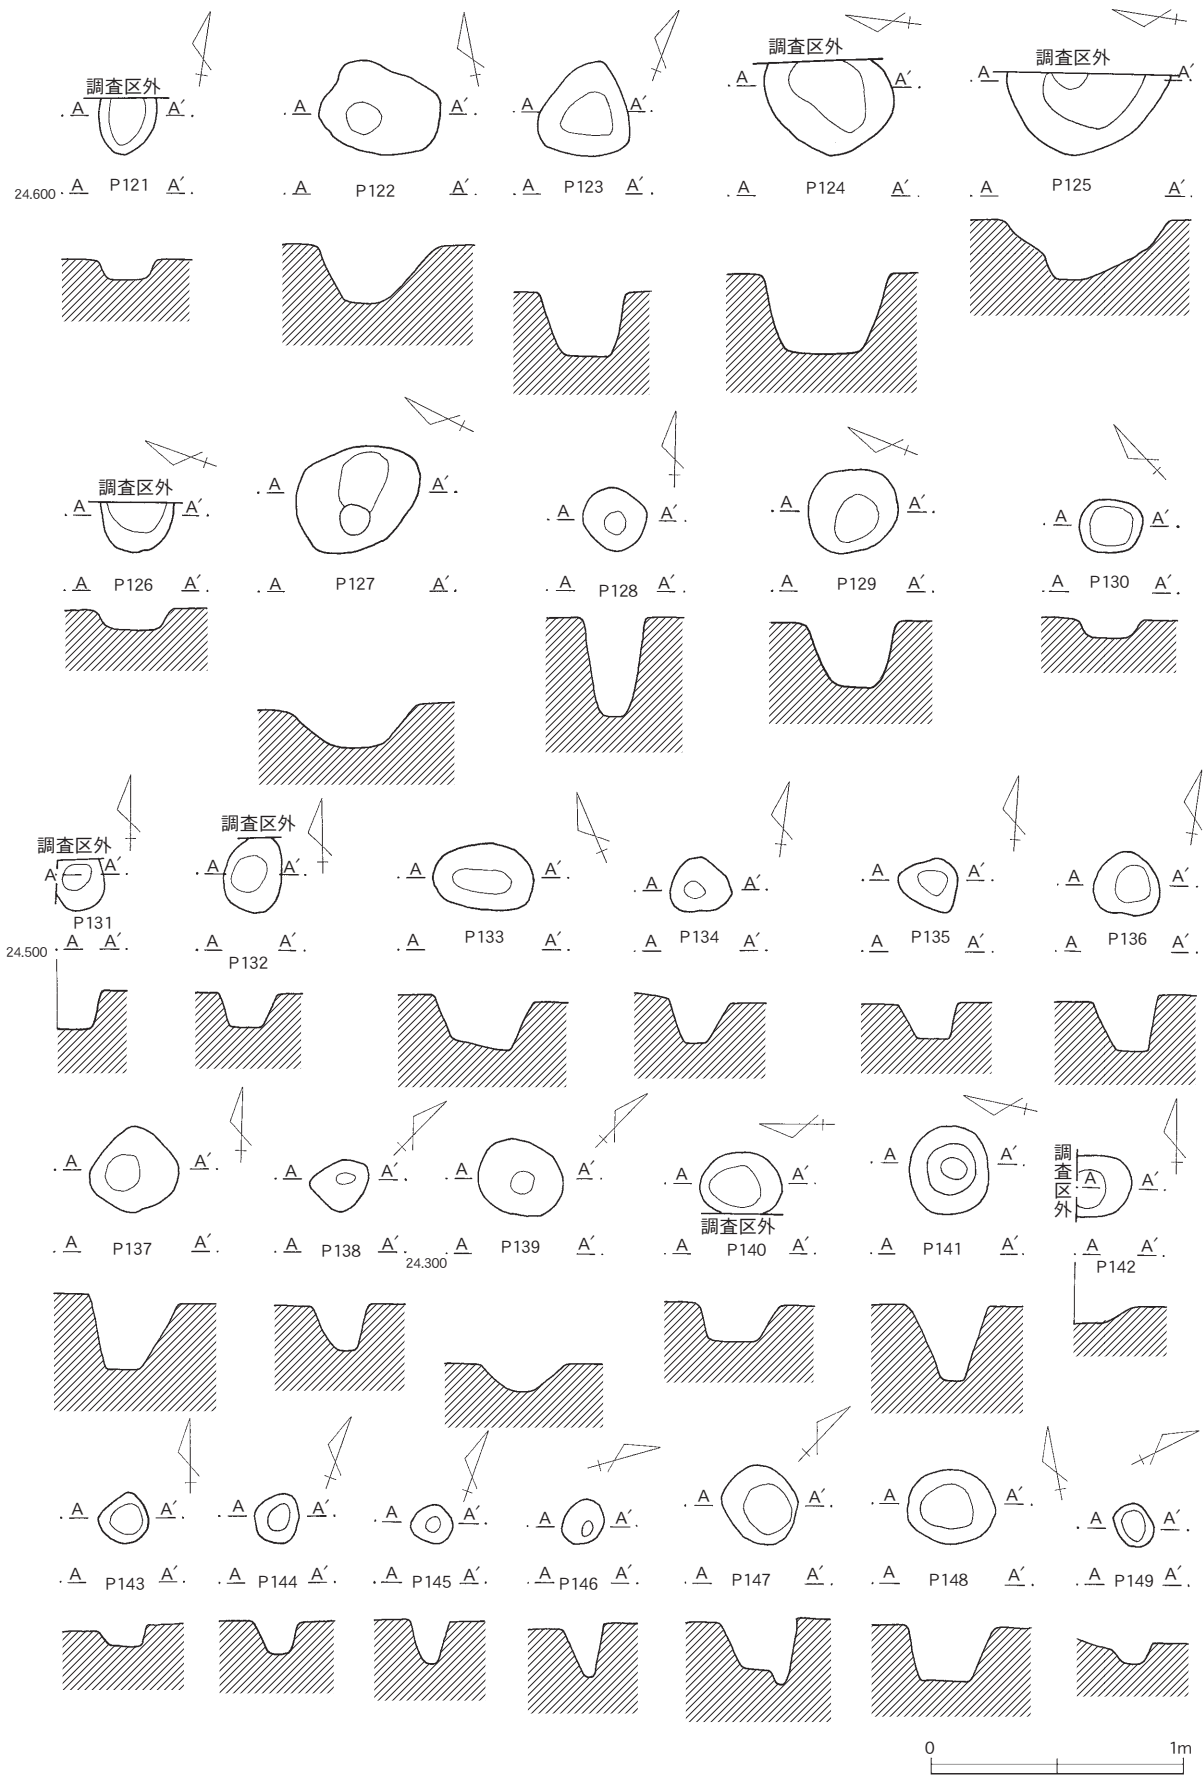 調査区外 調査区外
調査区外
A A′ A A′ A A′ A A′ A A′
24.600 A P121 A′ A P122 A′ A P123 A′ A P124 A′ A P125 A′
調査区外
A A′ A A′ A A′ A A′ A A′
A P126 A′ A P127 A′ A P128 A′ A P129 A′ A P130 A′
調査区外
調査区外
A A′ A A′ A A′ A A′ A A′ A A′
P131 P132 P133 P134 P135 P136
24.500 A A′ A A′ A A′ A A′ A A′ A A′
A A′ A A′ A A′ A A′ A A′ 調査区外 A A′
調査区外
A P137 A′ A P138 A′ 24.300 A P139 A′ A P140 A′ A P141 A′ A P142 A′
A A′ A A′ A A′ A A′ A A′ A A′ A A′
A P143 A′ A P144 A′ A P145 A′ A P146 A′ A P147 A′ A P148 A′ A P149 A′
0 1m